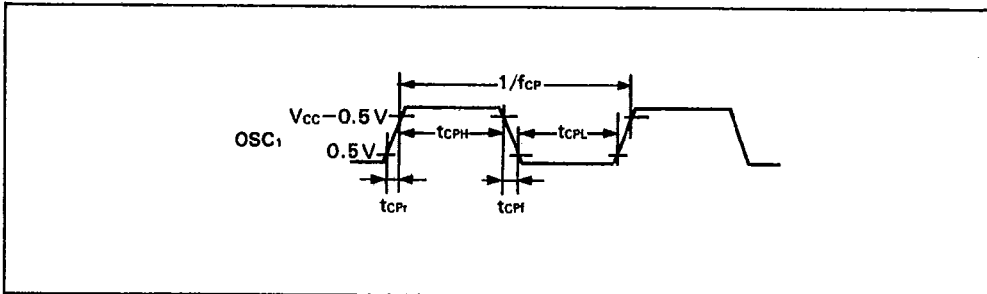 1/fCP
VCC−0.5 V
OSC₁
tCPH
tCPL
0.5 V
tCPr
tCPf